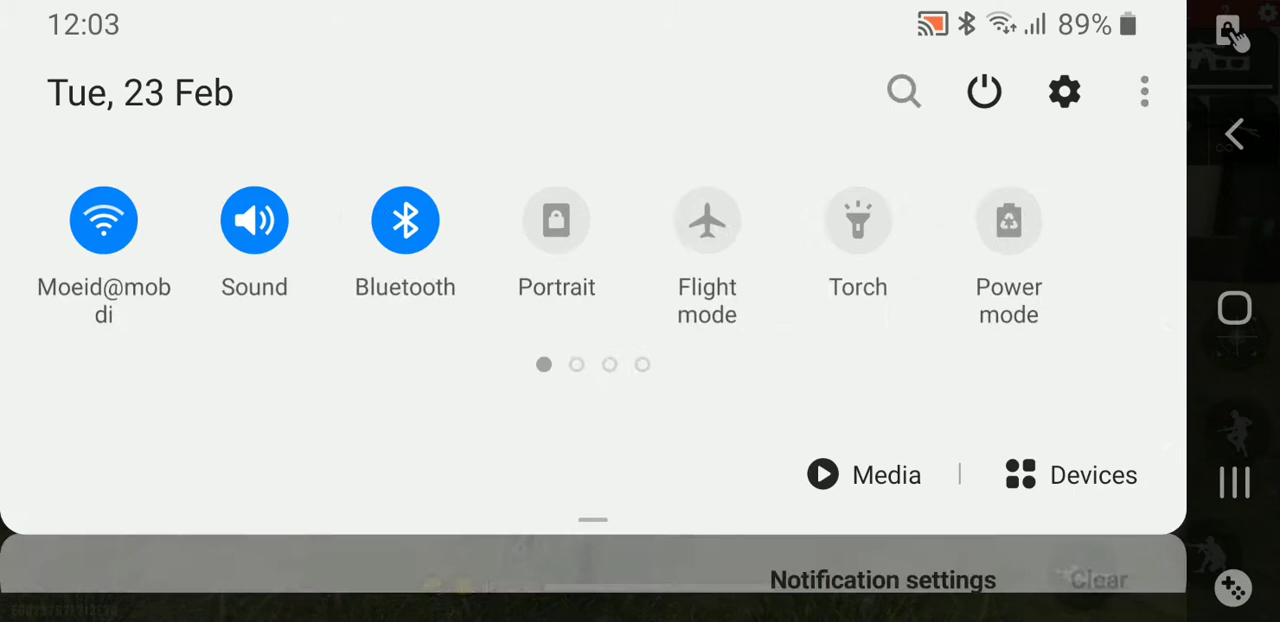 12:03
89%
Tue, 23 Feb
Moeid@mob
di
Sound
Bluetooth
Portrait
Flight
mode
Torch
Power
mode
Media
Devices
Notification settings
Clear